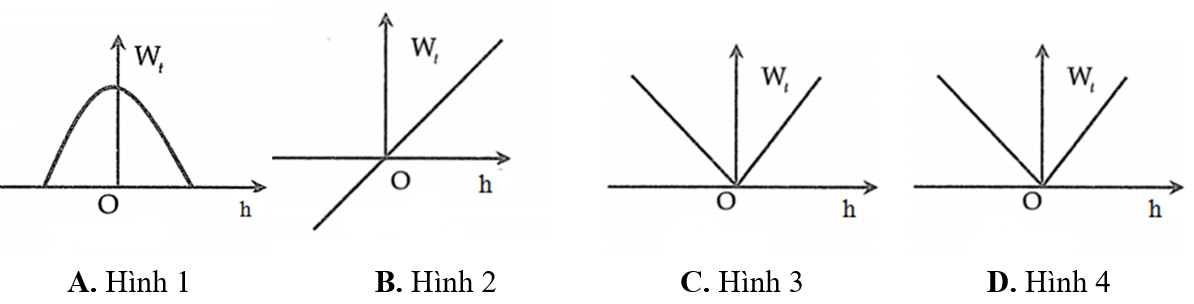 W_t
O
h
W_t
O
h
W_t
O
h
W_t
O
h
A. Hình 1
B. Hình 2
C. Hình 3
D. Hình 4